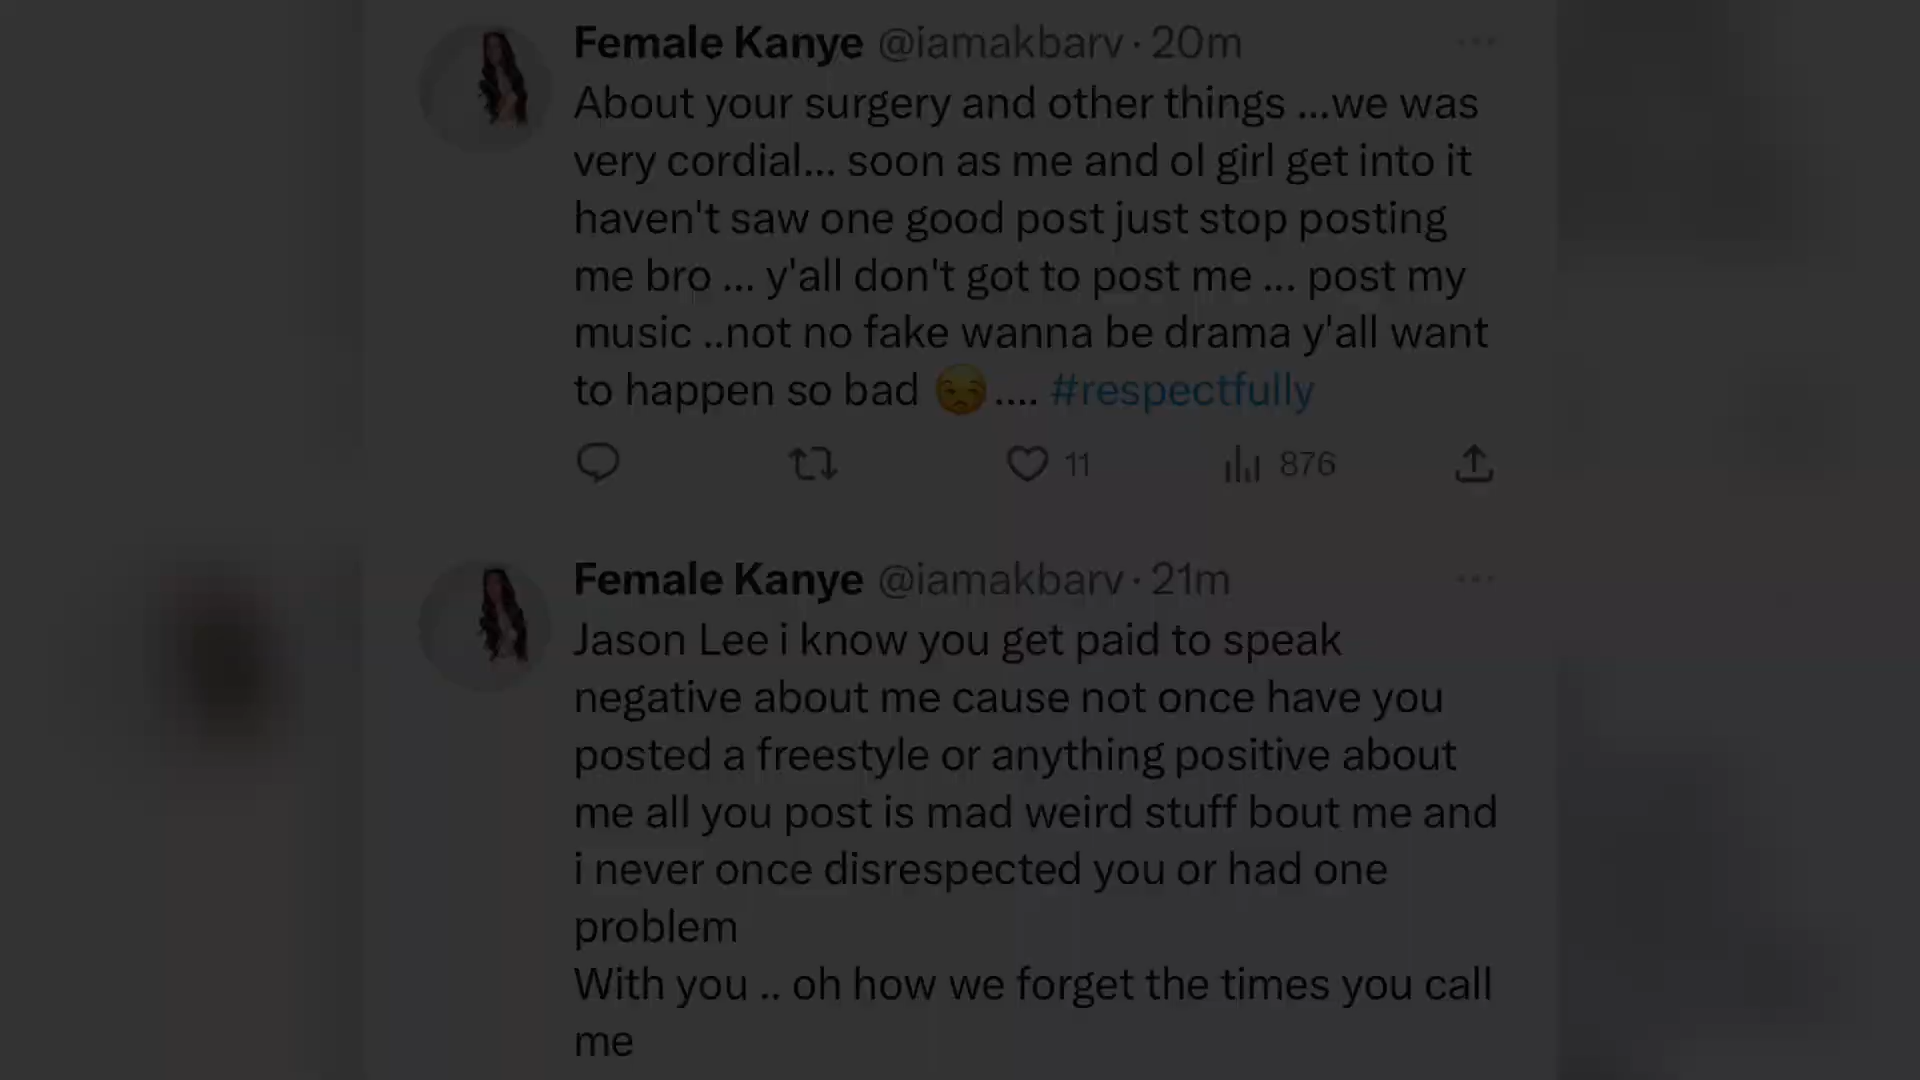 Female Kanye @iamakbarv · 20m
About your surgery and other things ...we was
very cordial... soon as me and ol girl get into it
haven't saw one good post just stop posting
me bro ... y'all don't got to post me ... post my
music ..not no fake wanna be drama y'all want
to happen so bad 😒.... #respectfully
11 876
Female Kanye @iamakbarv · 21m
Jason Lee i know you get paid to speak
negative about me cause not once have you
posted a freestyle or anything positive about
me all you post is mad weird stuff bout me and
i never once disrespected you or had one
problem
With you .. oh how we forget the times you call
me